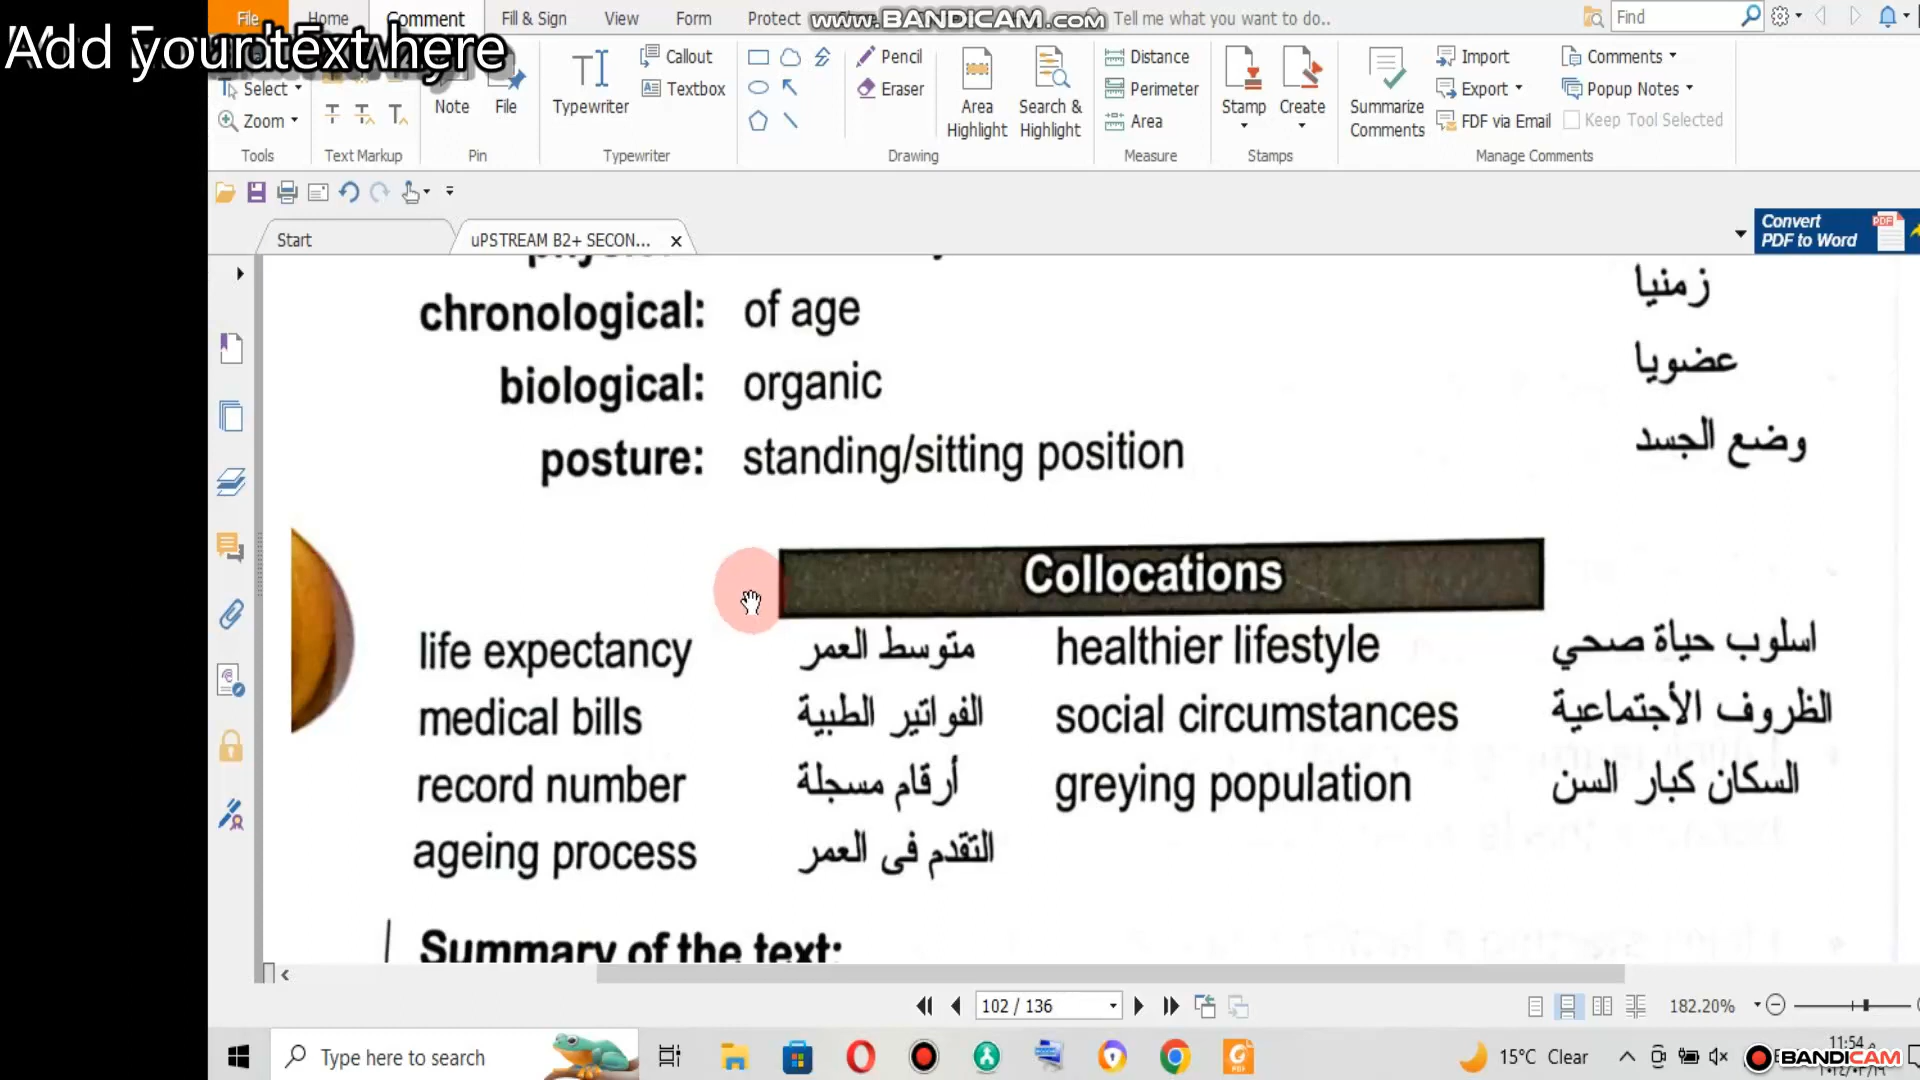 File Home Comment Fill & Sign View Form Protect www.BANDICAM.com Tell me what you want to do.. Find
Add your text here
Select
Zoom
Tools
Text Markup
Note
File
Pin
Typewriter
Callout
Textbox
Typewriter
Pencil
Eraser
Drawing
Area Highlight
Search & Highlight
Distance
Perimeter
Area
Measure
Stamp
Create
Stamps
Summarize Comments
Import
Export
FDF via Email
Comments
Popup Notes
Keep Tool Selected
Manage Comments
Start
uPSTREAM B2+ SECON...
Convert
PDF to Word
PDF
زمنيا
chronological: of age
biological: organic عضويا
posture: standing/sitting position وضع الجسد
Collocations
life expectancy متوسط العمر healthier lifestyle اسلوب حياة صحي
medical bills الفواتير الطبية social circumstances الظروف الأجتماعية
record number أرقام مسجلة greying population السكان كبار السن
ageing process التقدم فى العمر
Summary of the text:
102 / 136
182.20%
Type here to search
15°C Clear
11:54
BANDICAM